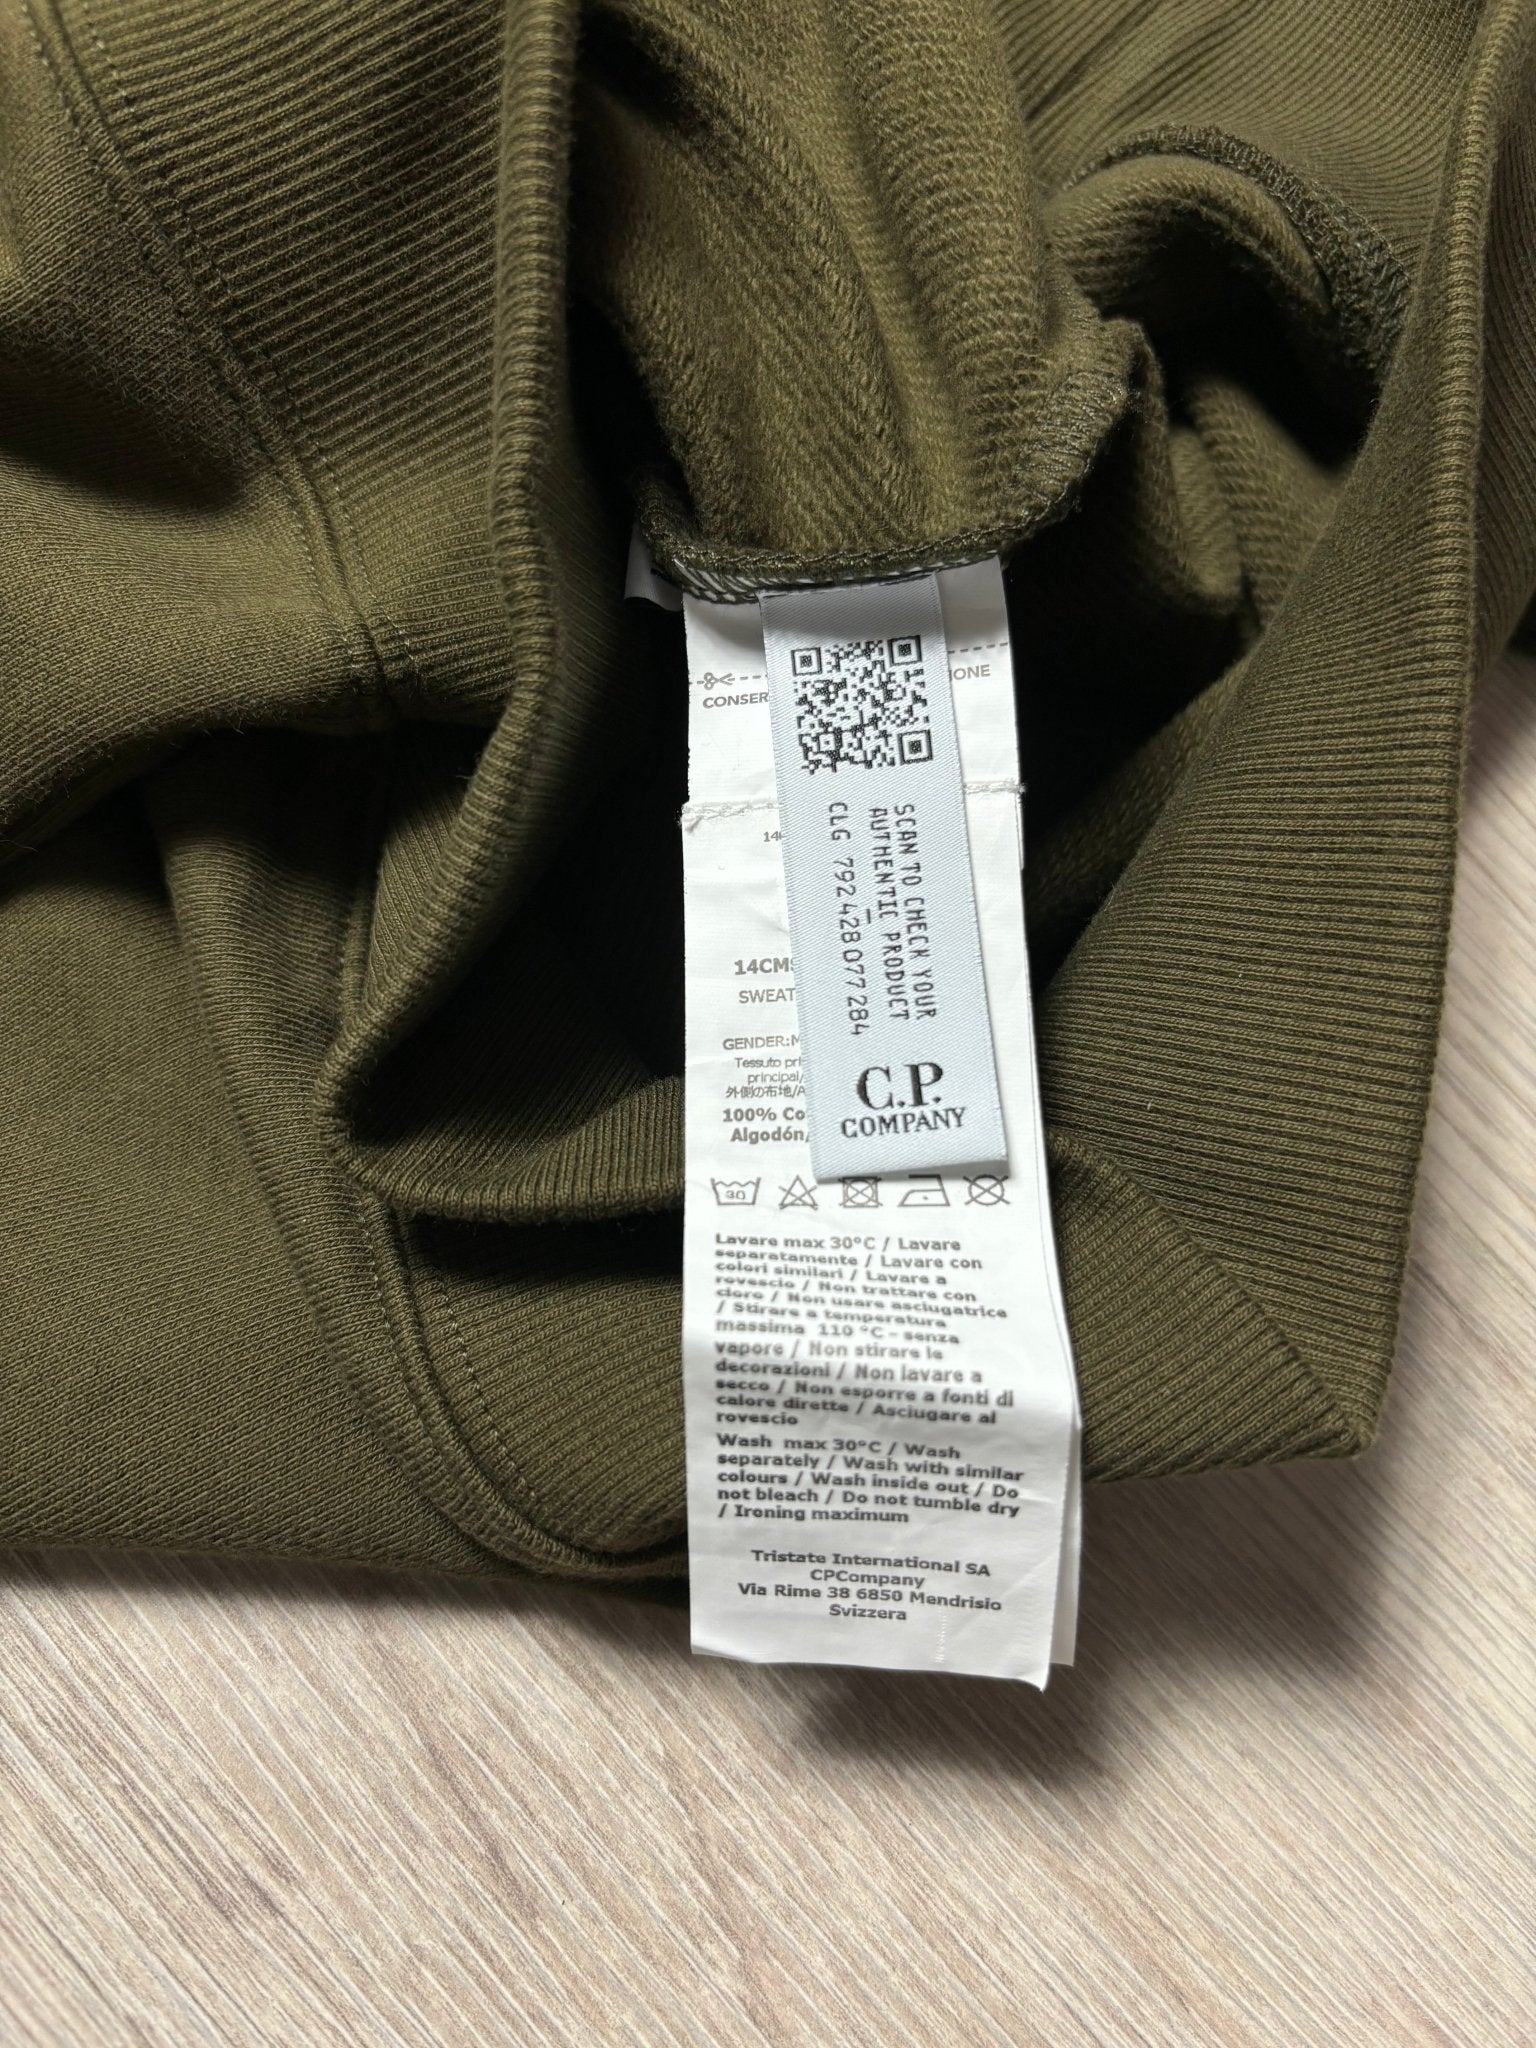 CONSER
IONE
SCAN TO CHECK YOUR
AUTHENTIC PRODUCT
CLG 792428077284
C.P.
COMPANY
14CMS
SWEAT
GENDER:M
Tessuto pri
principal/
外側の布地/A
100% Co
Algodón/
30
Lavare max 30°C / Lavare
separatamente / Lavare con
colori similari / Lavare a
rovescio / Non trattare con
cloro / Non usare asciugatrice
/ Stirare a temperatura
massima 110 °C - senza
vapore / Non stirare le
decorazioni / Non lavare a
secco / Non esporre a fonti di
calore dirette / Asciugare al
rovescio
Wash max 30°C / Wash
separately / Wash with similar
colours / Wash inside out / Do
not bleach / Do not tumble dry
/ Ironing maximum
Tristate International SA
CPCompany
Via Rime 38 6850 Mendrisio
Svizzera